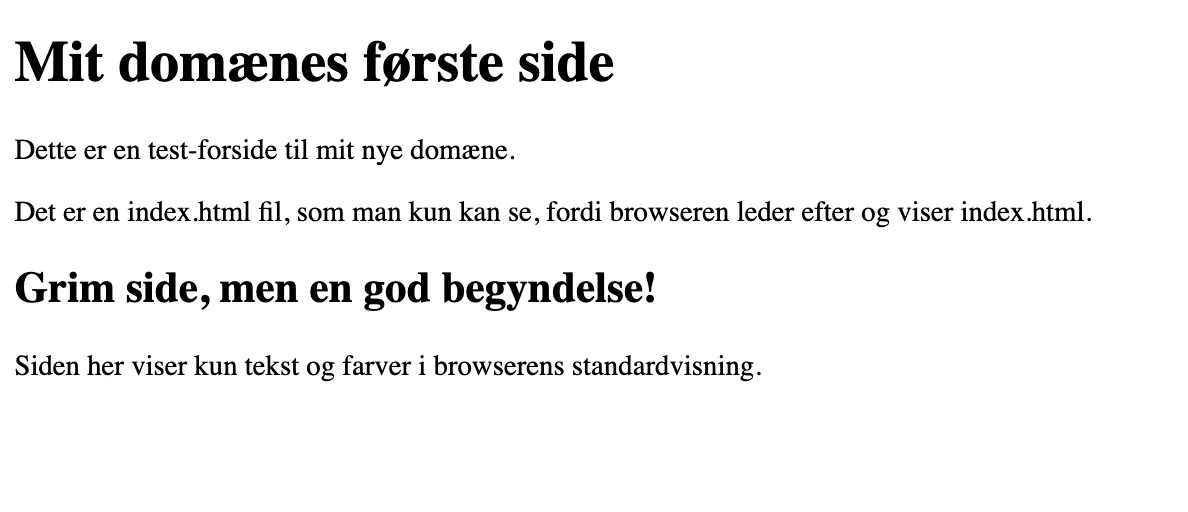 Mit domænes første side
Dette er en test-forside til mit nye domæne.
Det er en index.html fil, som man kun kan se, fordi browseren leder efter og viser index.html.
Grim side, men en god begyndelse!
Siden her viser kun tekst og farver i browserens standardvisning.